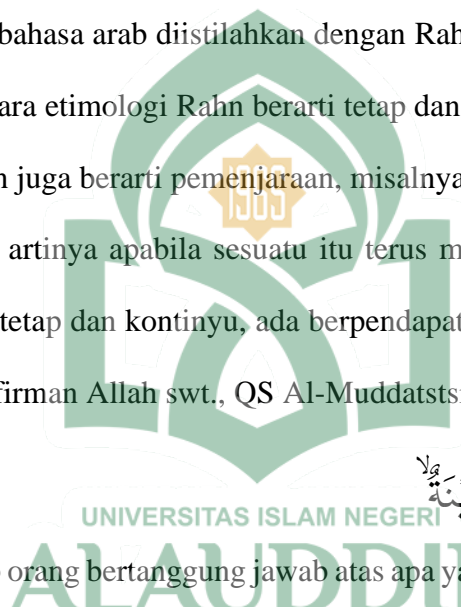 bahasa arab diistilahkan dengan Rah
ara etimologi Rahn berarti tetap dan
juga berarti pemenjaraan, misalnya
1965
artinya apabila sesuatu itu terus m
tetap dan kontinyu, ada berpendapat
firman Allah swt., QS Al-Muddatsts
UNIVERSITAS ISLAM NEGERI
orang bertanggung jawab atas apa ya
ALAUDDIN